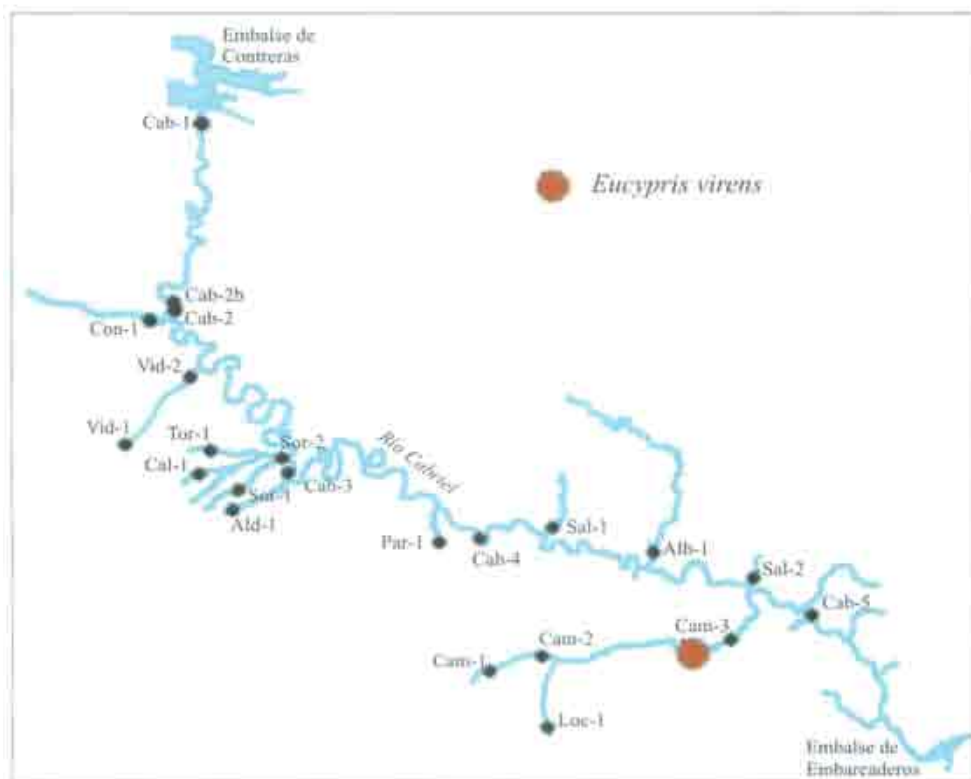 Embalse de
Contreras
Cab-1
Eucypris virens
Cab-2b
Cab-2
Con-1
Vid-2
Vid-1
Tor-1
Sor-2
Río Cabriel
Cal-1
Cab-3
Sor-1
Ald-1
Par-1
Cab-4
Sal-1
Alb-1
Sal-2
Cab-5
Cam-3
Cam-2
Cam-1
Loc-1
Embalse de
Embarcaderos